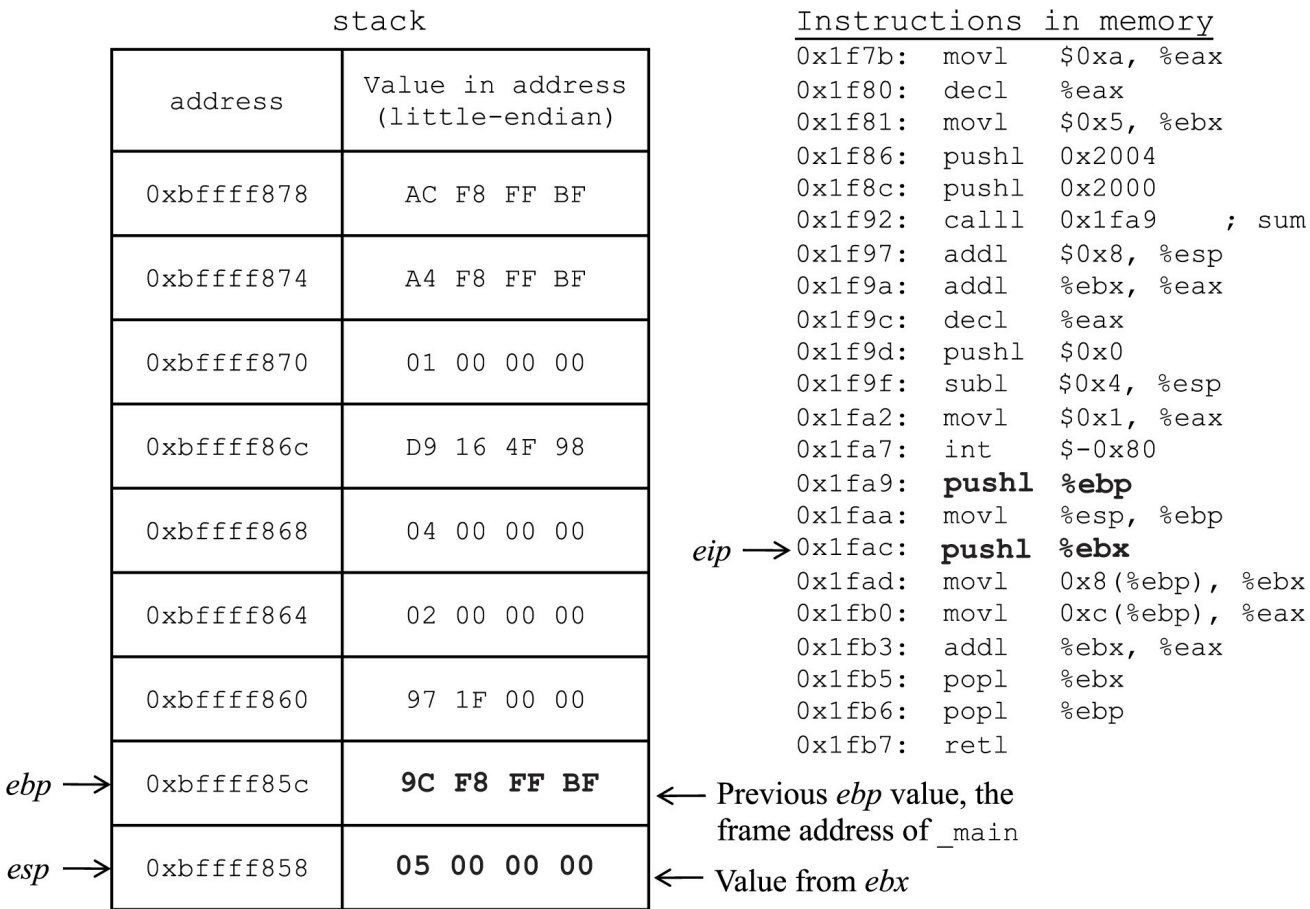 stack
address Value in address
(little-endian)
0xbffff878 AC F8 FF BF
0xbffff874 A4 F8 FF BF
0xbffff870 01 00 00 00
0xbffff86c D9 16 4F 98
0xbffff868 04 00 00 00
0xbffff864 02 00 00 00
0xbffff860 97 1F 00 00
ebp 0xbffff85c 9C F8 FF BF
Previous ebp value, the
frame address of _main
esp 0xbffff858 05 00 00 00
Value from ebx
Instructions in memory
0x1f7b: movl $0xa, %eax
0x1f80: decl %eax
0x1f81: movl $0x5, %ebx
0x1f86: pushl 0x2004
0x1f8c: pushl 0x2000
0x1f92: calll 0x1fa9 ; sum
0x1f97: addl $0x8, %esp
0x1f9a: addl %ebx, %eax
0x1f9c: decl %eax
0x1f9d: pushl $0x0
0x1f9f: subl $0x4, %esp
0x1fa2: movl $0x1, %eax
0x1fa7: int $-0x80
0x1fa9: pushl %ebp
0x1faa: movl %esp, %ebp
eip 0x1fac: pushl %ebx
0x1fad: movl 0x8(%ebp), %ebx
0x1fb0: movl 0xc(%ebp), %eax
0x1fb3: addl %ebx, %eax
0x1fb5: popl %ebx
0x1fb6: popl %ebp
0x1fb7: retl